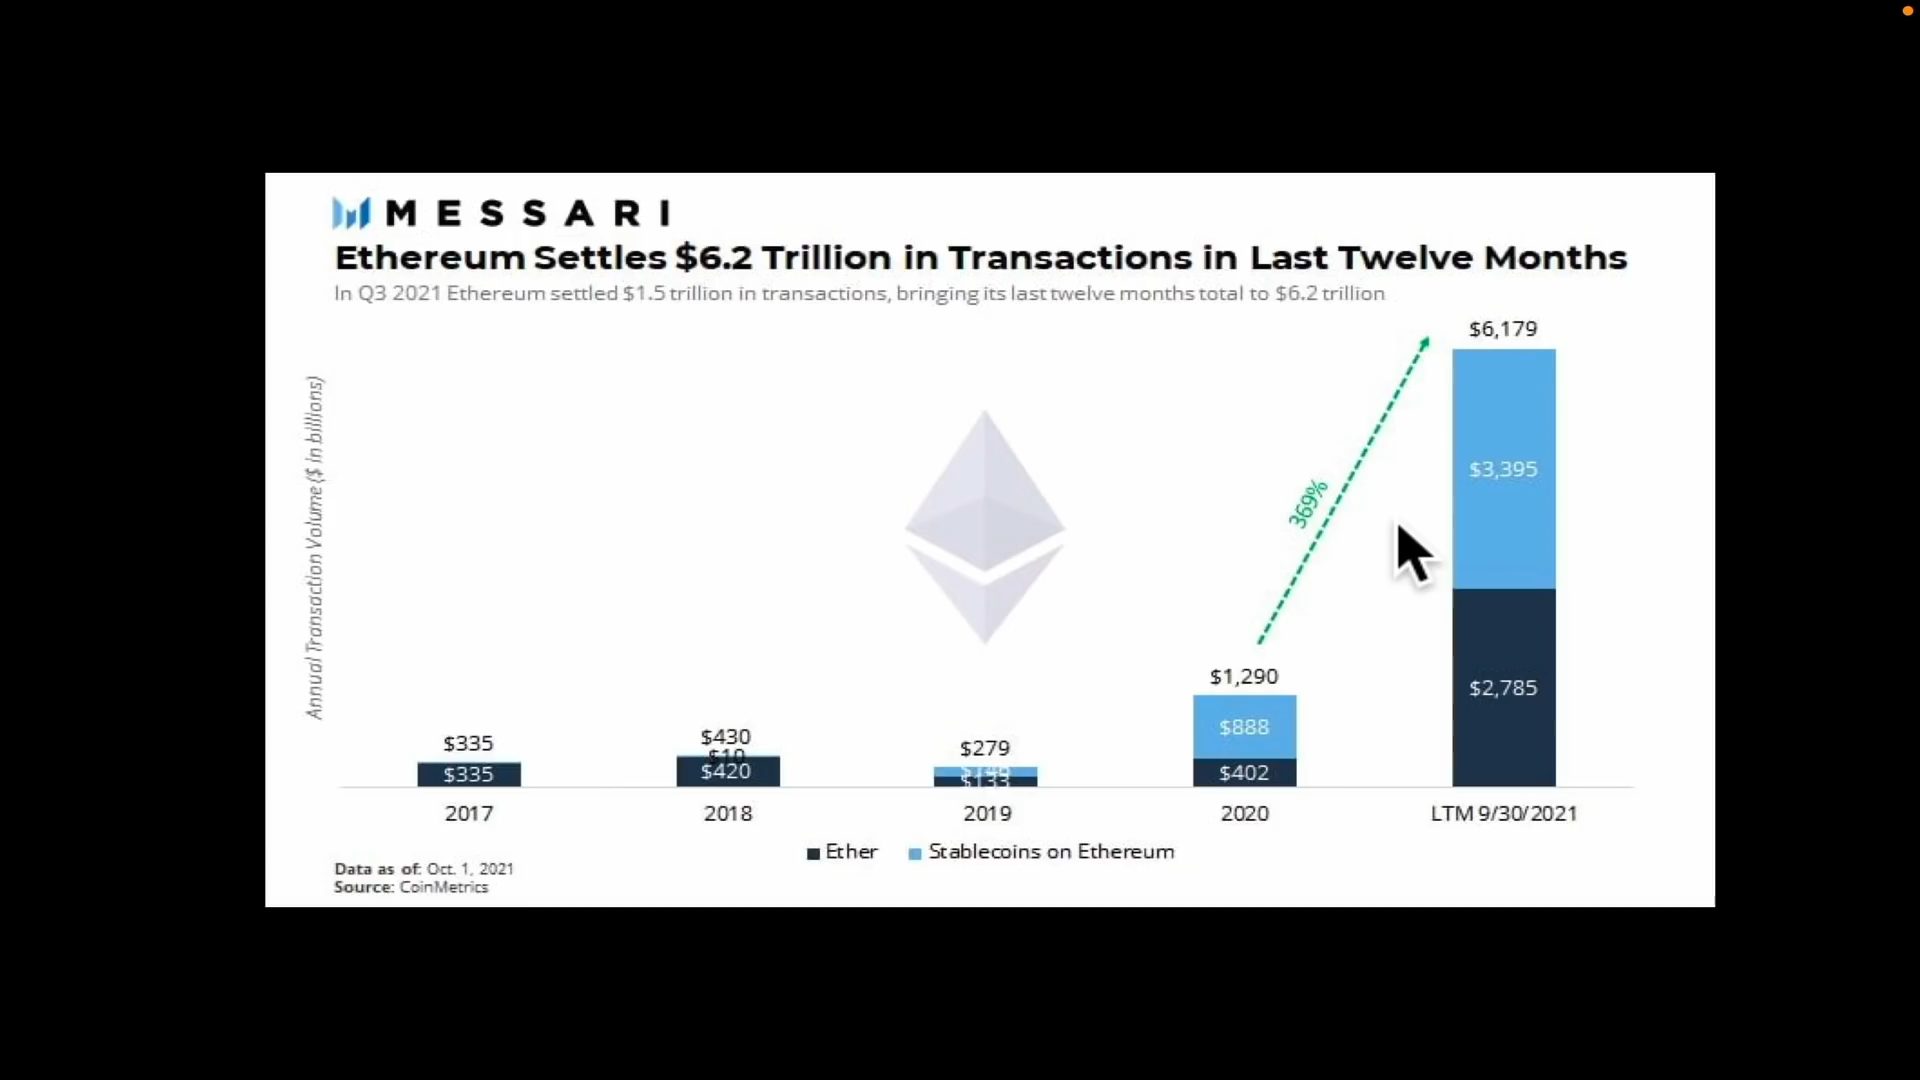 MESSARI
Ethereum Settles $6.2 Trillion in Transactions in Last Twelve Months
In Q3 2021 Ethereum settled $1.5 trillion in transactions, bringing its last twelve months total to $6.2 trillion
Annual Transaction Volume ($ in billions)
$335
$335
$430
$10
$420
$279
$133
$1,290
$888
$402
369%
$6,179
$3,395
$2,785
2017
2018
2019
2020
LTM 9/30/2021
Ether
Stablecoins on Ethereum
Data as of: Oct. 1, 2021
Source: CoinMetrics